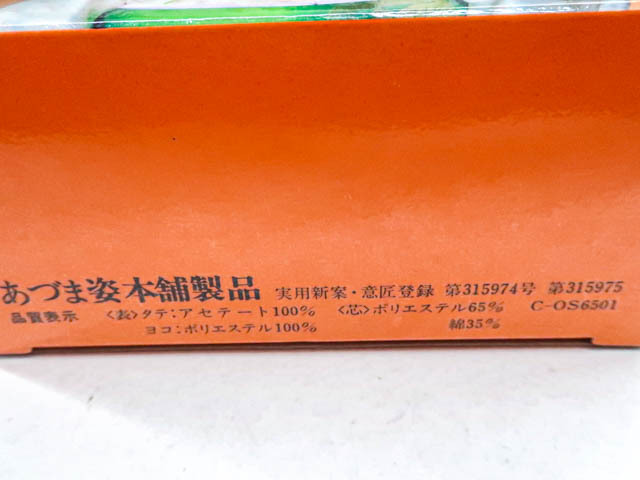 あづま姿本舗製品 実用新案・意匠登録 第315974号 第315975
品質表示 〈表〉タテ：アセテート100% 〈芯〉ポリエステル65% C-OS6501
ヨコ：ポリエステル100% 綿35%